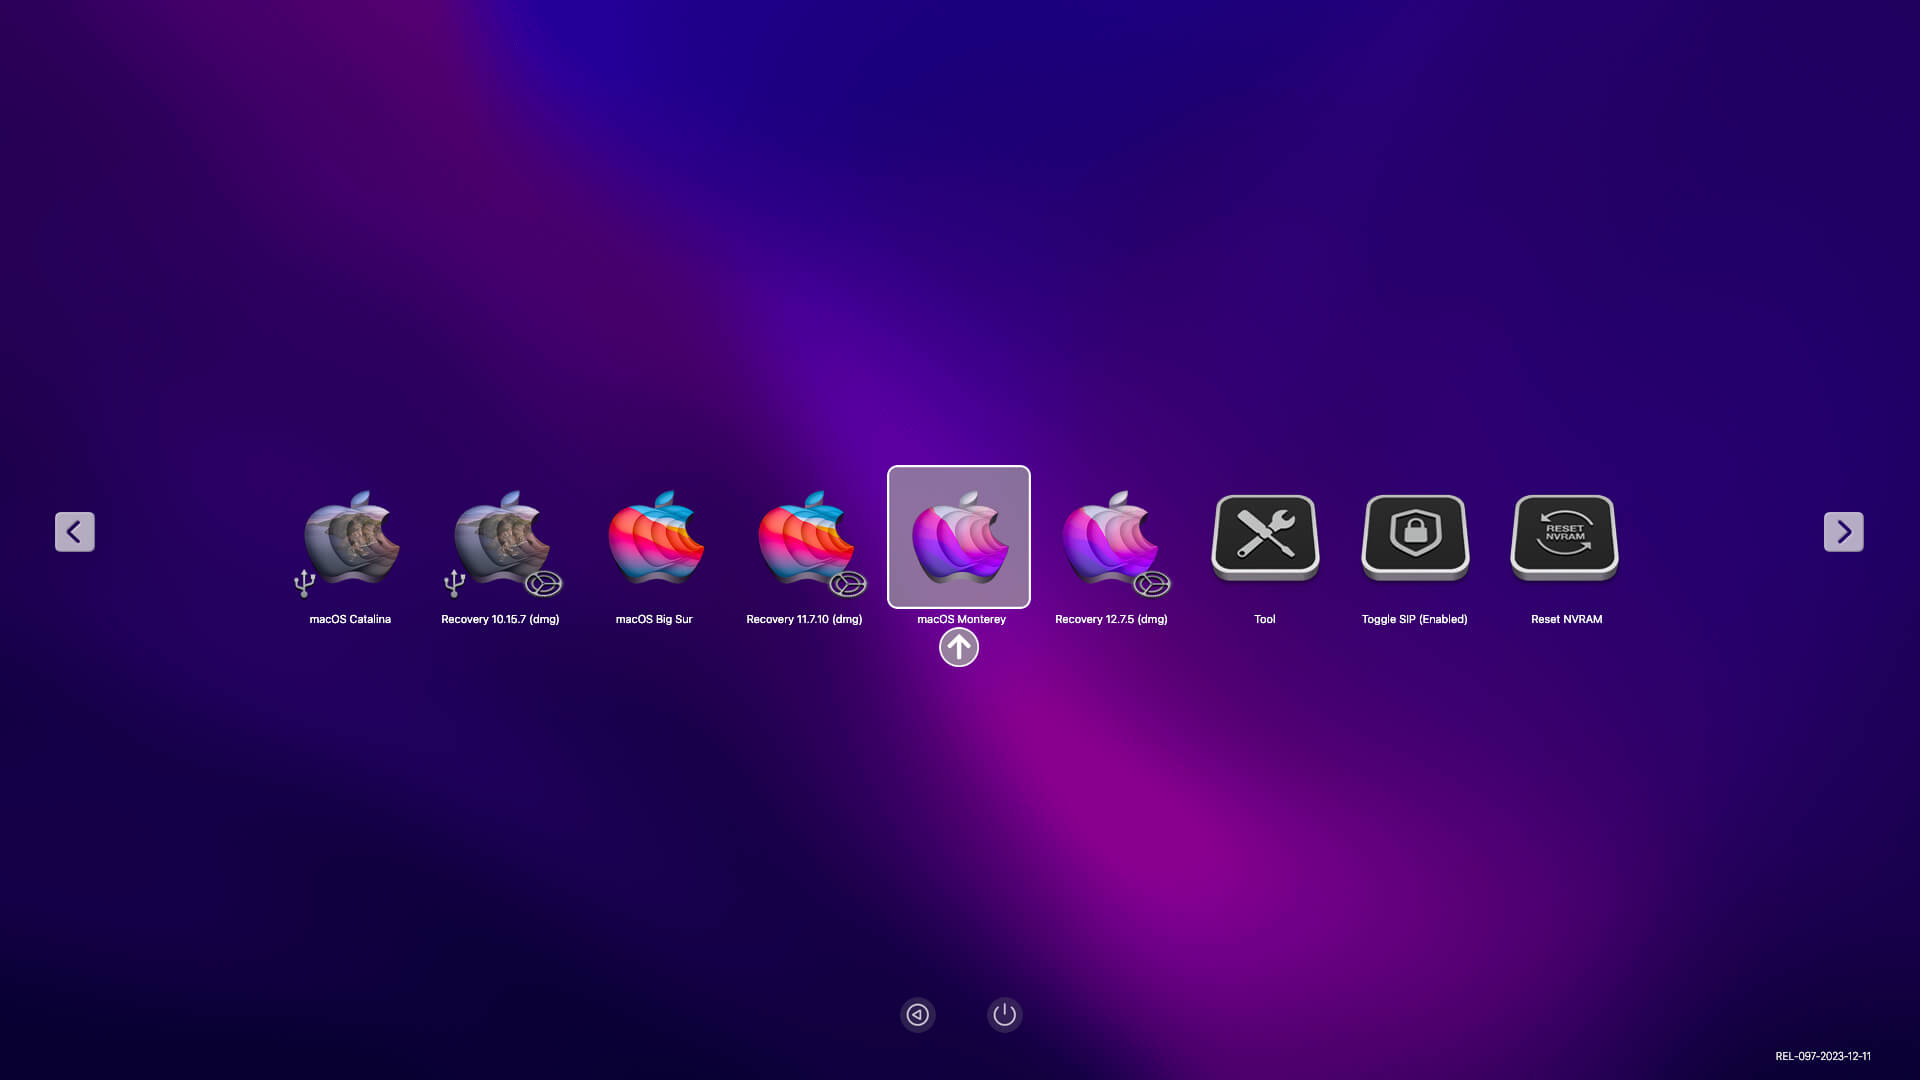 RESET
NVRAM
macOS Catalina
Recovery 10.15.7 (dmg)
macOS Big Sur
Recovery 11.7.10 (dmg)
macOS Monterey
Recovery 12.7.5 (dmg)
Tool
Toggle SIP (Enabled)
Reset NVRAM
REL-097-2023-12-11